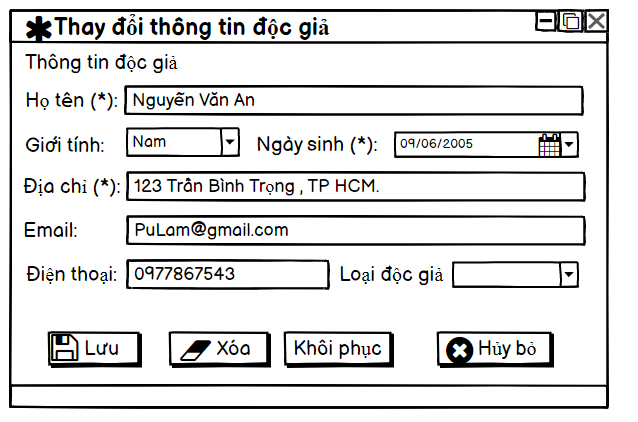 Thay đổi thông tin độc giả
Thông tin độc giả
Họ tên (*): Nguyễn Văn An
Giới tính: Nam Ngày sinh (*): 09/06/2005
Địa chỉ (*): 123 Trần Bình Trọng , TP HCM.
Email: PuLam@gmail.com
Điện thoại: 0977867543 Loại độc giả
Lưu Xóa Khôi phục Hủy bỏ